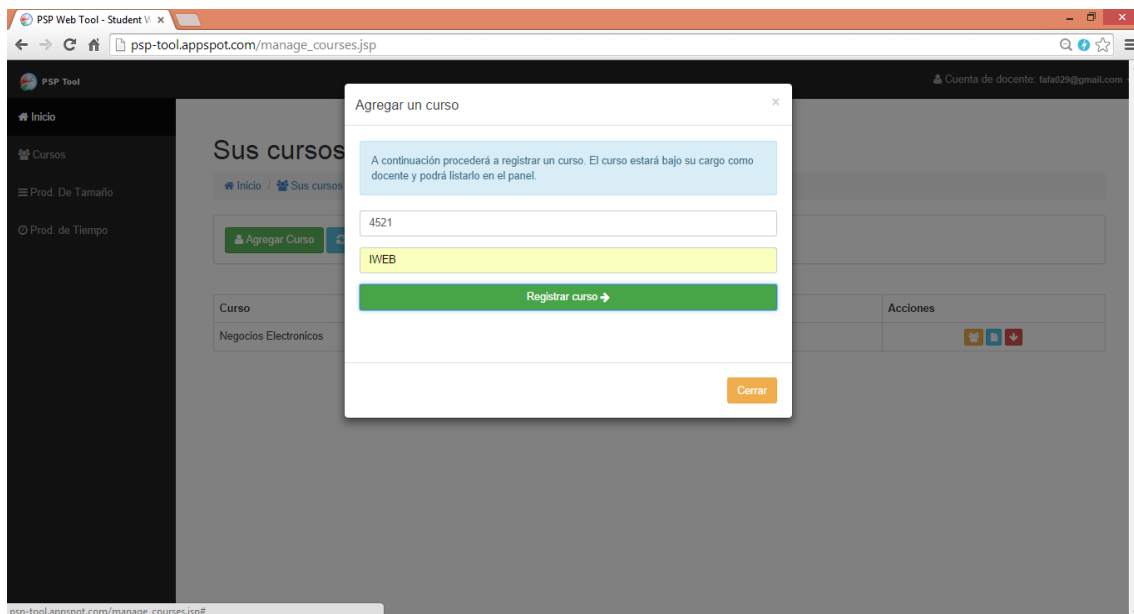 PSP Web Tool - Student W
psp-tool.appspot.com/manage_courses.jsp
PSP Tool
Cuenta de docente: fafa029@gmail.com
Inicio
Cursos
Prod. De Tamaño
Prod. de Tiempo
Sus cursos
Inicio / Sus cursos
Agregar Curso
Curso
Acciones
Negocios Electronicos
Agregar un curso
×
A continuación procederá a registrar un curso. El curso estará bajo su cargo como
docente y podrá listarlo en el panel.
4521
IWEB
Registrar curso
Cerrar
psp-tool.appspot.com/manage_courses.jsp#